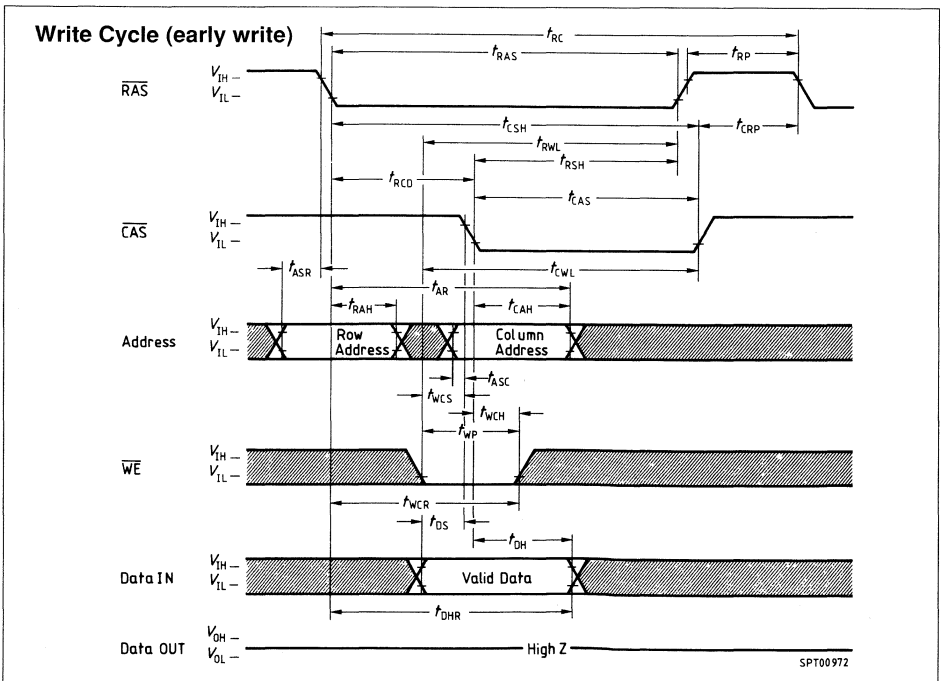 Write Cycle (early write)
tRC
tRAS
tRP
RAS
VIH
VIL
tCSH
tCRP
tRWL
tRSH
tRCD
tCAS
CAS
VIH
VIL
tASR
tCWL
tAR
tRAH
tCAH
Address
VIH
VIL
Row
Address
Column
Address
tASC
tWCS
tWCH
tWP
WE
VIH
VIL
tWCR
tDS
tDH
Data IN
VIH
VIL
Valid Data
tDHR
Data OUT
VOH
VOL
High Z
SPT00972